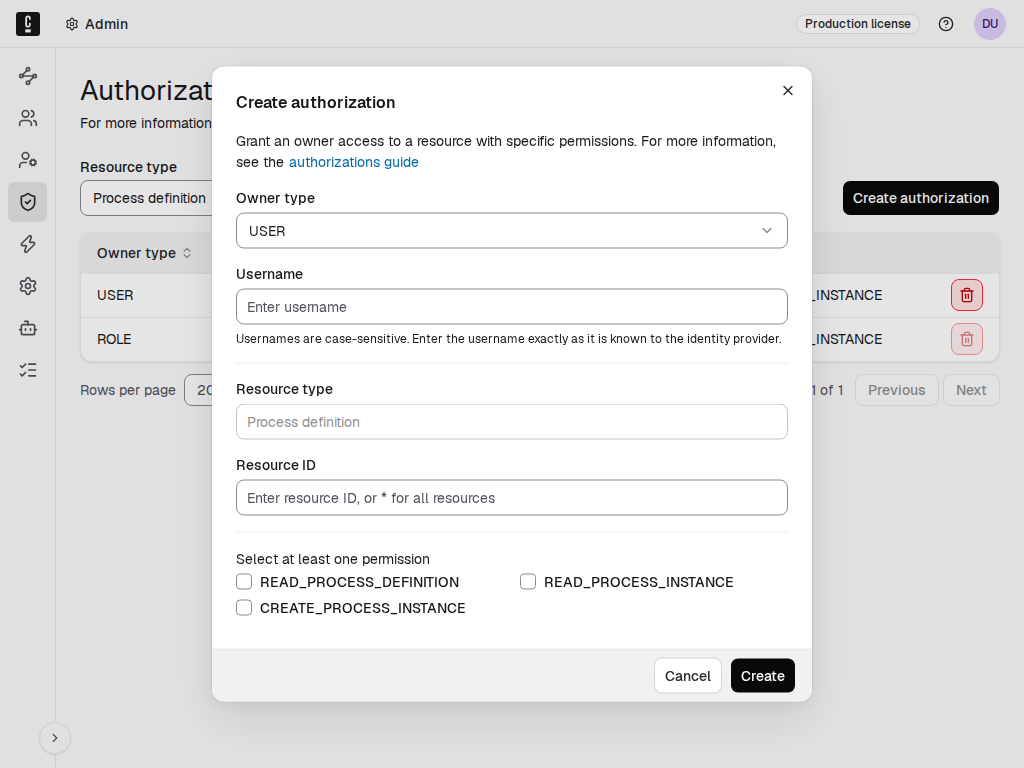 Admin
Production license
DU
For more information
Resource type
Process definition
Create authorization
Owner type
USER
ROLE
_INSTANCE
_INSTANCE
Rows per page
1 of 1
Previous
Next
Create authorization
Grant an owner access to a resource with specific permissions. For more information,
see the authorizations guide
Owner type
USER
Username
Enter username
Usernames are case-sensitive. Enter the username exactly as it is known to the identity provider.
Resource type
Process definition
Resource ID
Enter resource ID, or * for all resources
Select at least one permission
READ_PROCESS_DEFINITION
READ_PROCESS_INSTANCE
CREATE_PROCESS_INSTANCE
Cancel
Create